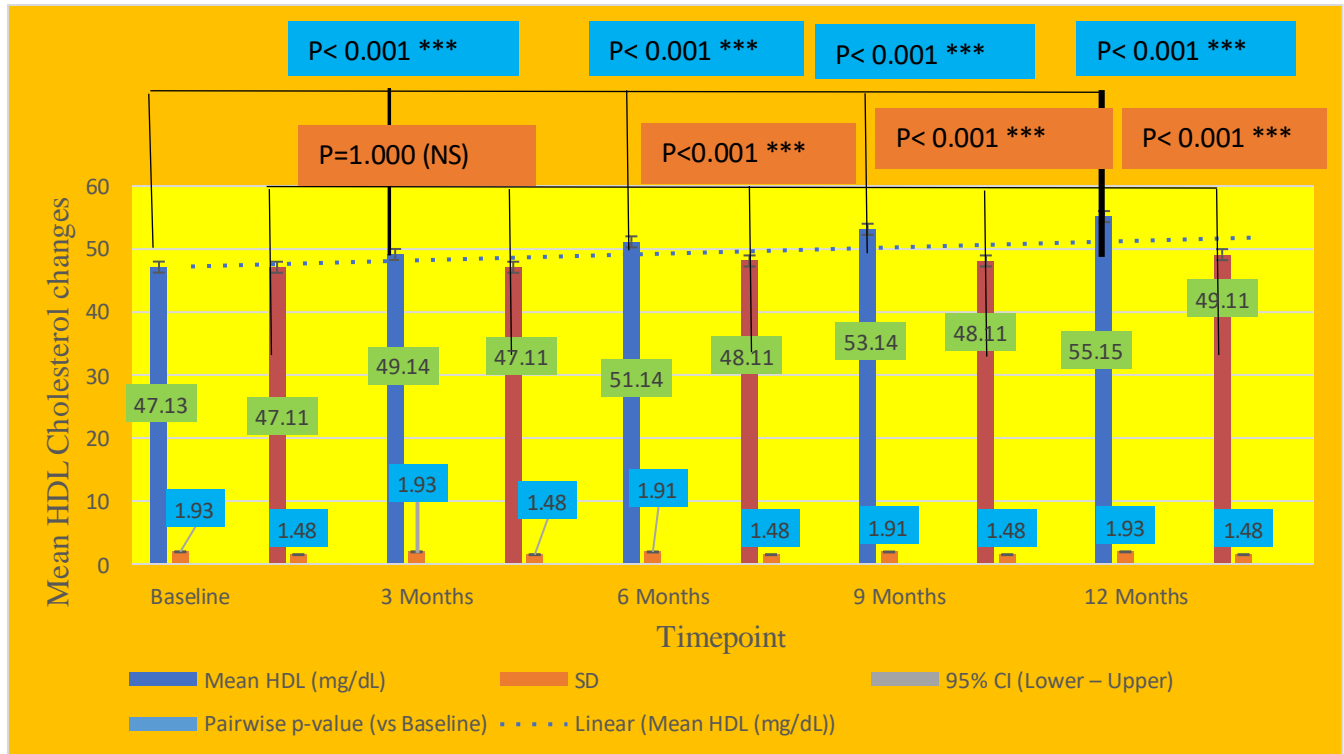 P< 0.001 *** P< 0.001 *** P< 0.001 *** P< 0.001 ***
P=1.000 (NS) P<0.001 *** P< 0.001 *** P< 0.001 ***
Mean HDL Cholesterol changes
60
50
40
30
20
10
0
47.13 47.11 49.14 47.11 51.14 48.11 53.14 48.11 55.15 49.11
1.93 1.48 1.93 1.48 1.91 1.48 1.91 1.48 1.93 1.48
Baseline 3 Months 6 Months 9 Months 12 Months
Timepoint
Mean HDL (mg/dL) SD 95% CI (Lower – Upper)
Pairwise p-value (vs Baseline) Linear (Mean HDL (mg/dL))